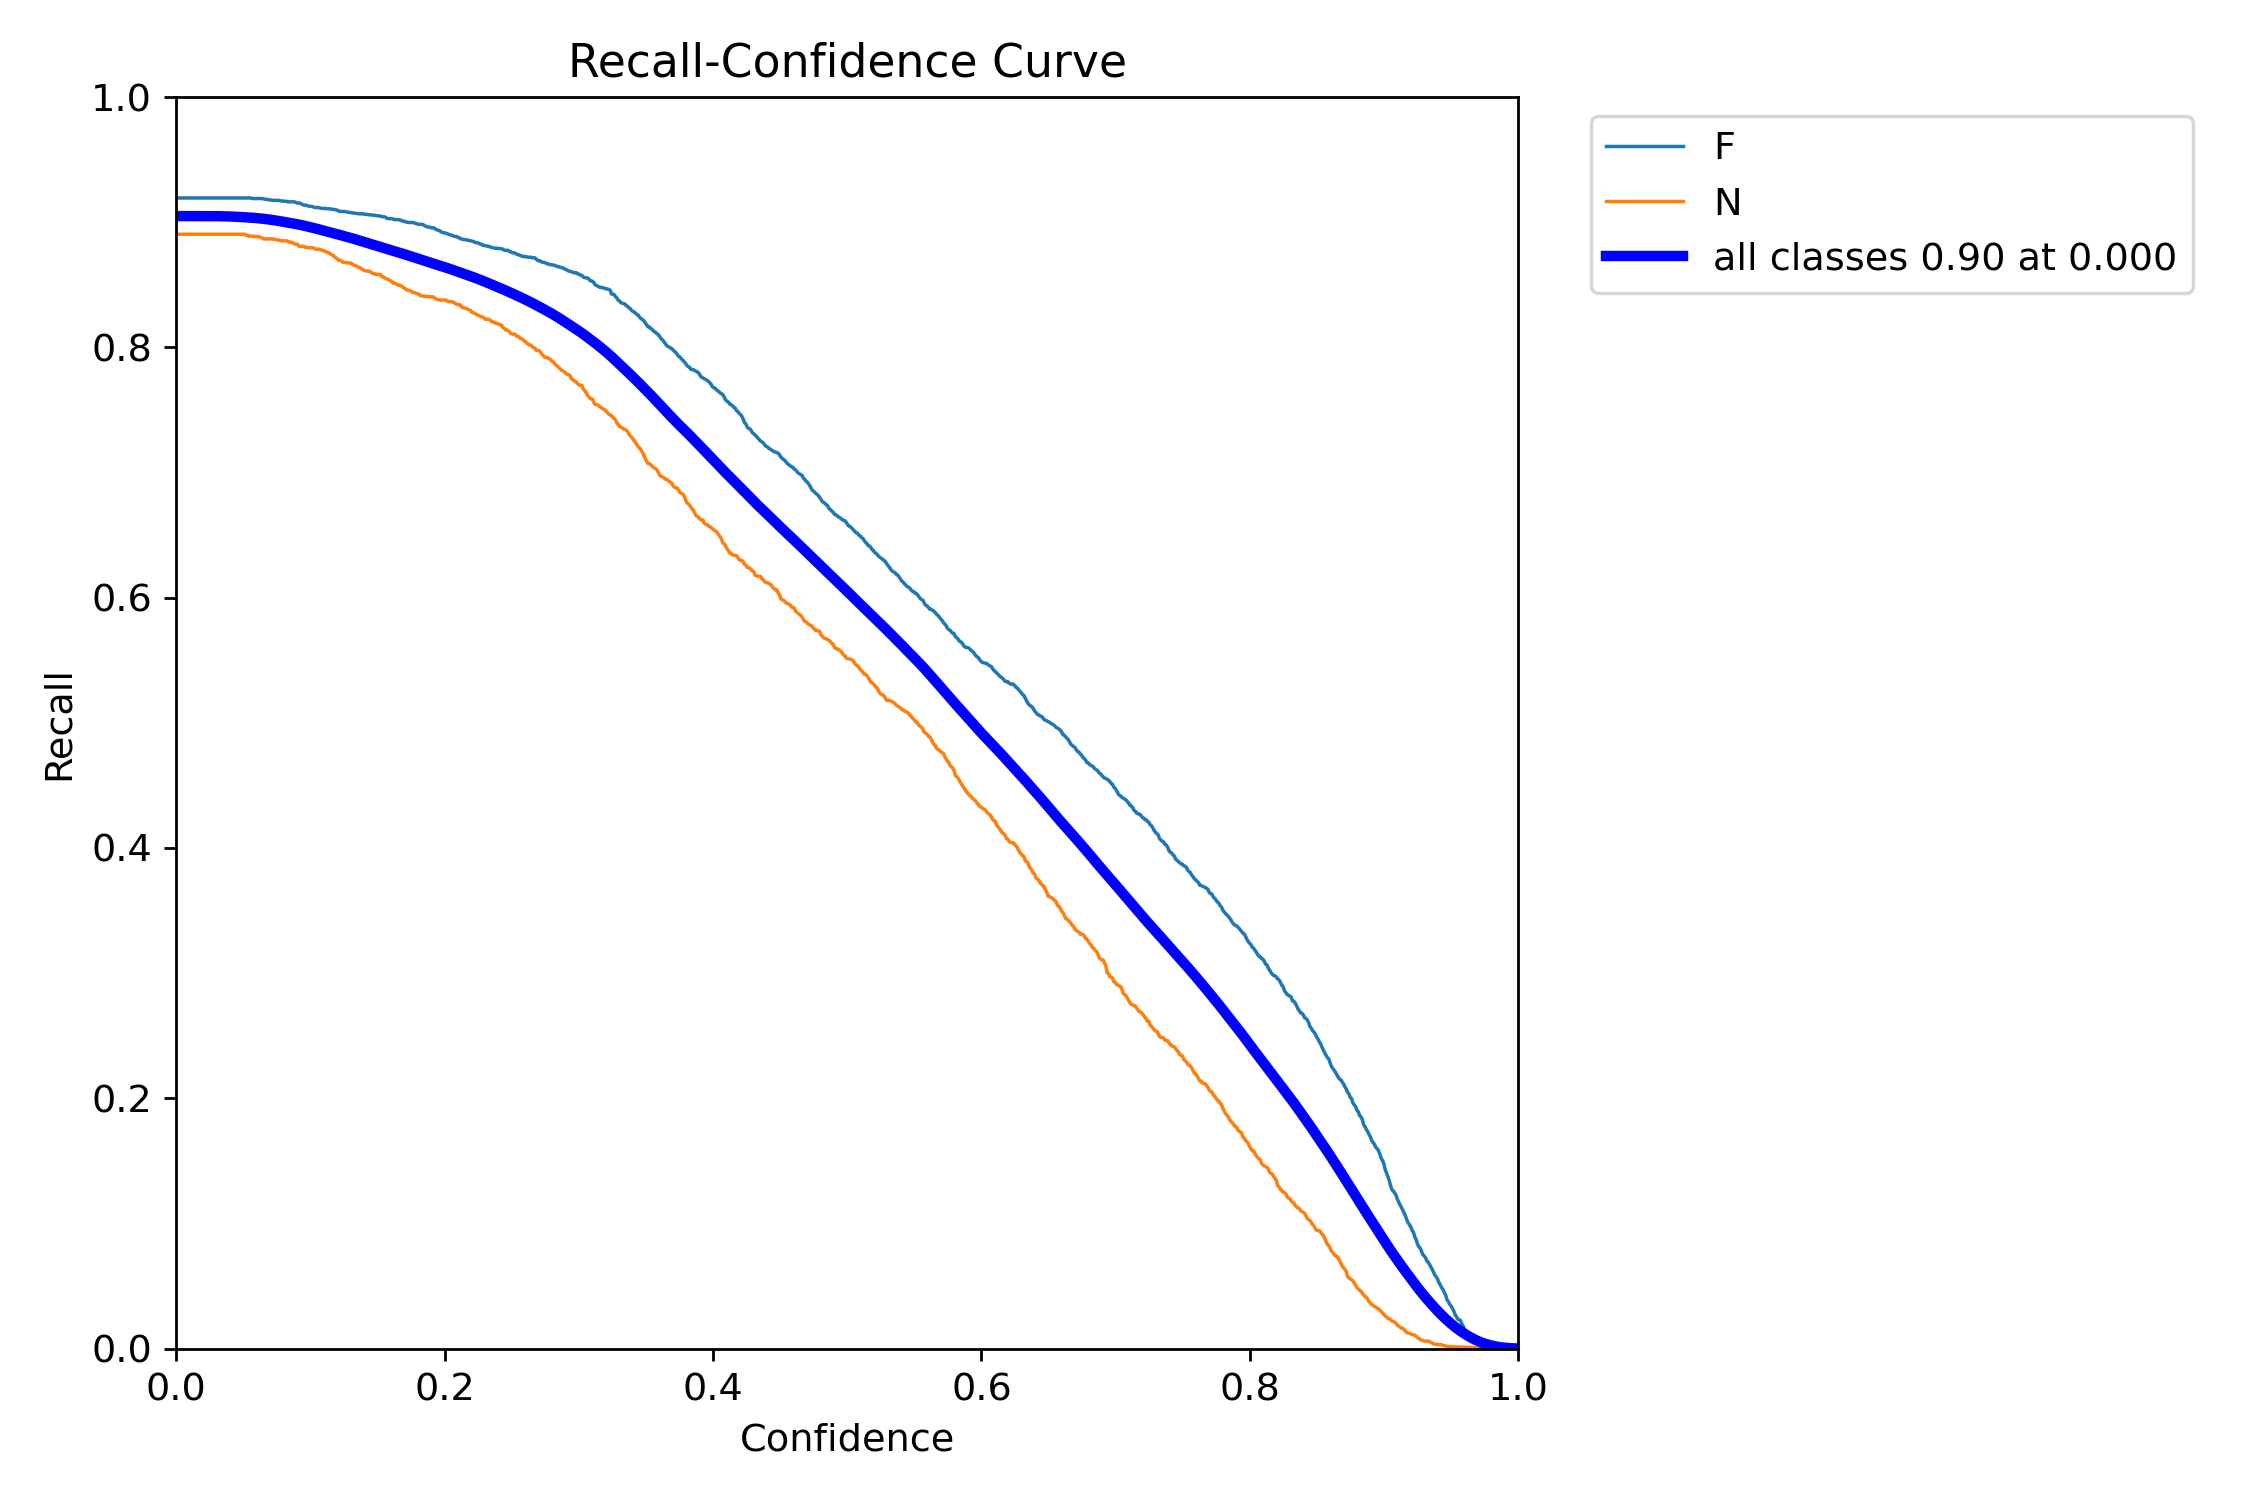 Recall-Confidence Curve
1.0
0.8
0.6
0.4
0.2
0.0
Recall
0.0 0.2 0.4 0.6 0.8 1.0
Confidence
F
N
all classes 0.90 at 0.000